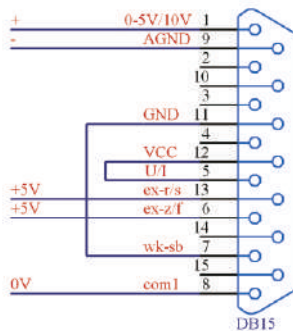 + 0-5V/10V 1
- AGND 9
2
10
3
GND 11
4
VCC 12
U/I 5
+5V ex-r/s 13
+5V ex-z/f 6
14
wk-sb 7
15
0V com1 8
DB15